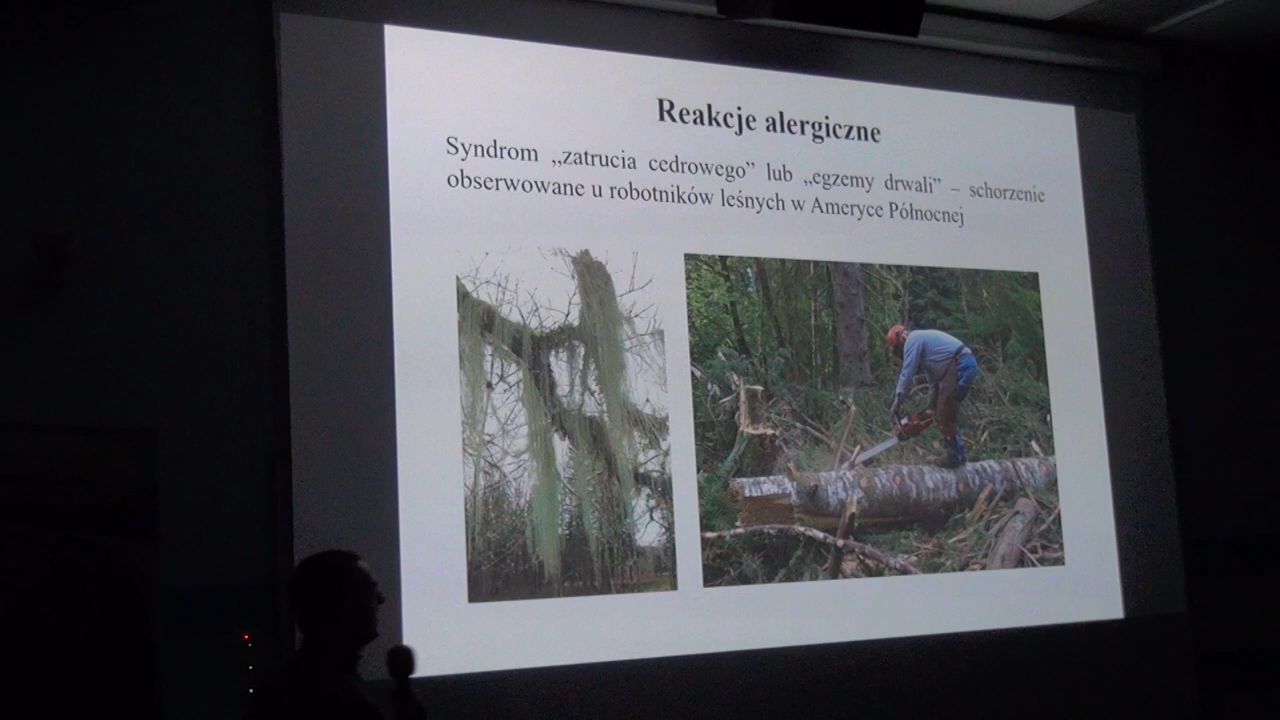 Reakcje alergiczne
Syndrom „zatrucia cedrowego” lub „egzemy drwali” – schorzenie
obserwowane u robotników leśnych w Ameryce Północnej